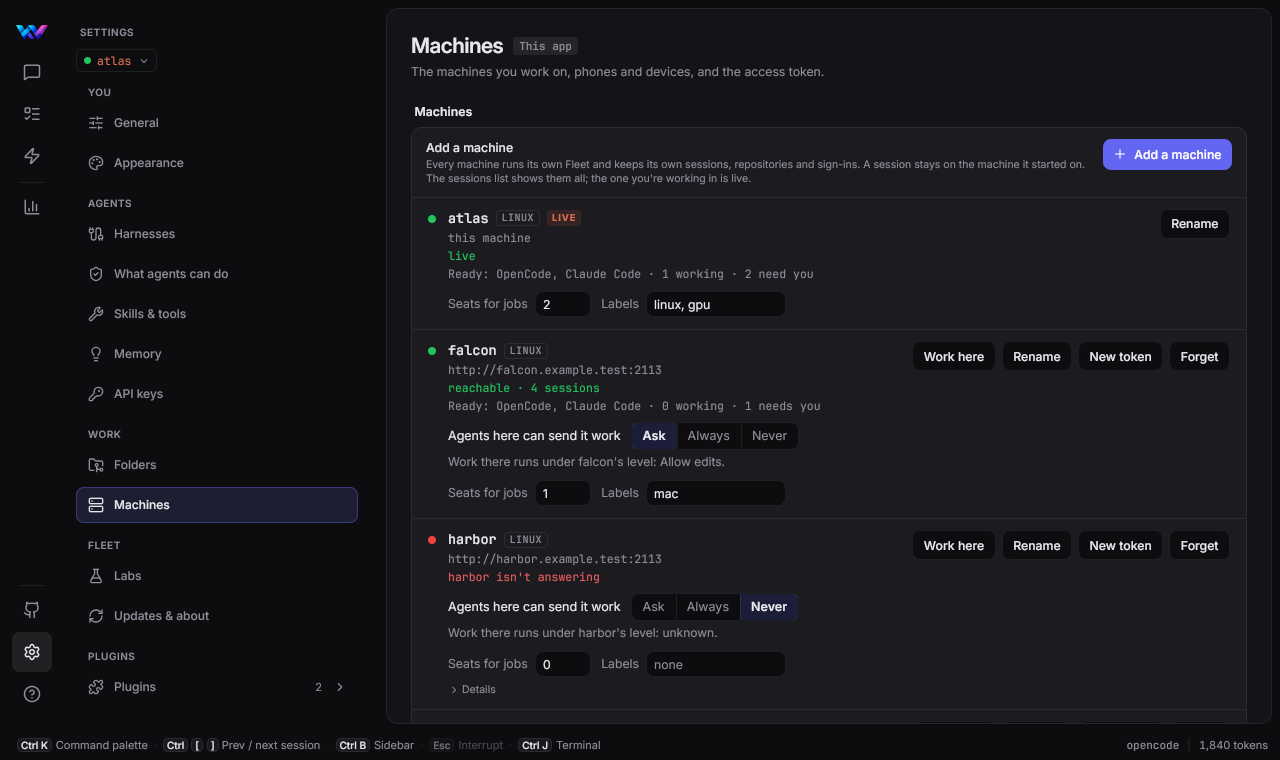 SETTINGS
atlas
YOU
General
Appearance
AGENTS
Harnesses
What agents can do
Skills & tools
Memory
API keys
WORK
Folders
Machines
FLEET
Labs
Updates & about
PLUGINS
Plugins 2
Machines This app
The machines you work on, phones and devices, and the access token.
Machines
Add a machine
Every machine runs its own Fleet and keeps its own sessions, repositories and sign-ins. A session stays on the machine it started on.
The sessions list shows them all; the one you're working in is live.
+ Add a machine
atlas LINUX LIVE
Rename
this machine
live
Ready: OpenCode, Claude Code · 1 working · 2 need you
Seats for jobs 2 Labels linux, gpu
falcon LINUX
Work here Rename New token Forget
http://falcon.example.test:2113
reachable · 4 sessions
Ready: OpenCode, Claude Code · 0 working · 1 needs you
Agents here can send it work Ask Always Never
Work there runs under falcon's level: Allow edits.
Seats for jobs 1 Labels mac
harbor LINUX
Work here Rename New token Forget
http://harbor.example.test:2113
harbor isn't answering
Agents here can send it work Ask Always Never
Work there runs under harbor's level: unknown.
Seats for jobs 0 Labels none
Details
Ctrl K Command palette · Ctrl [ ] Prev / next session · Ctrl B Sidebar · Esc Interrupt · Ctrl J Terminal
opencode 1,840 tokens